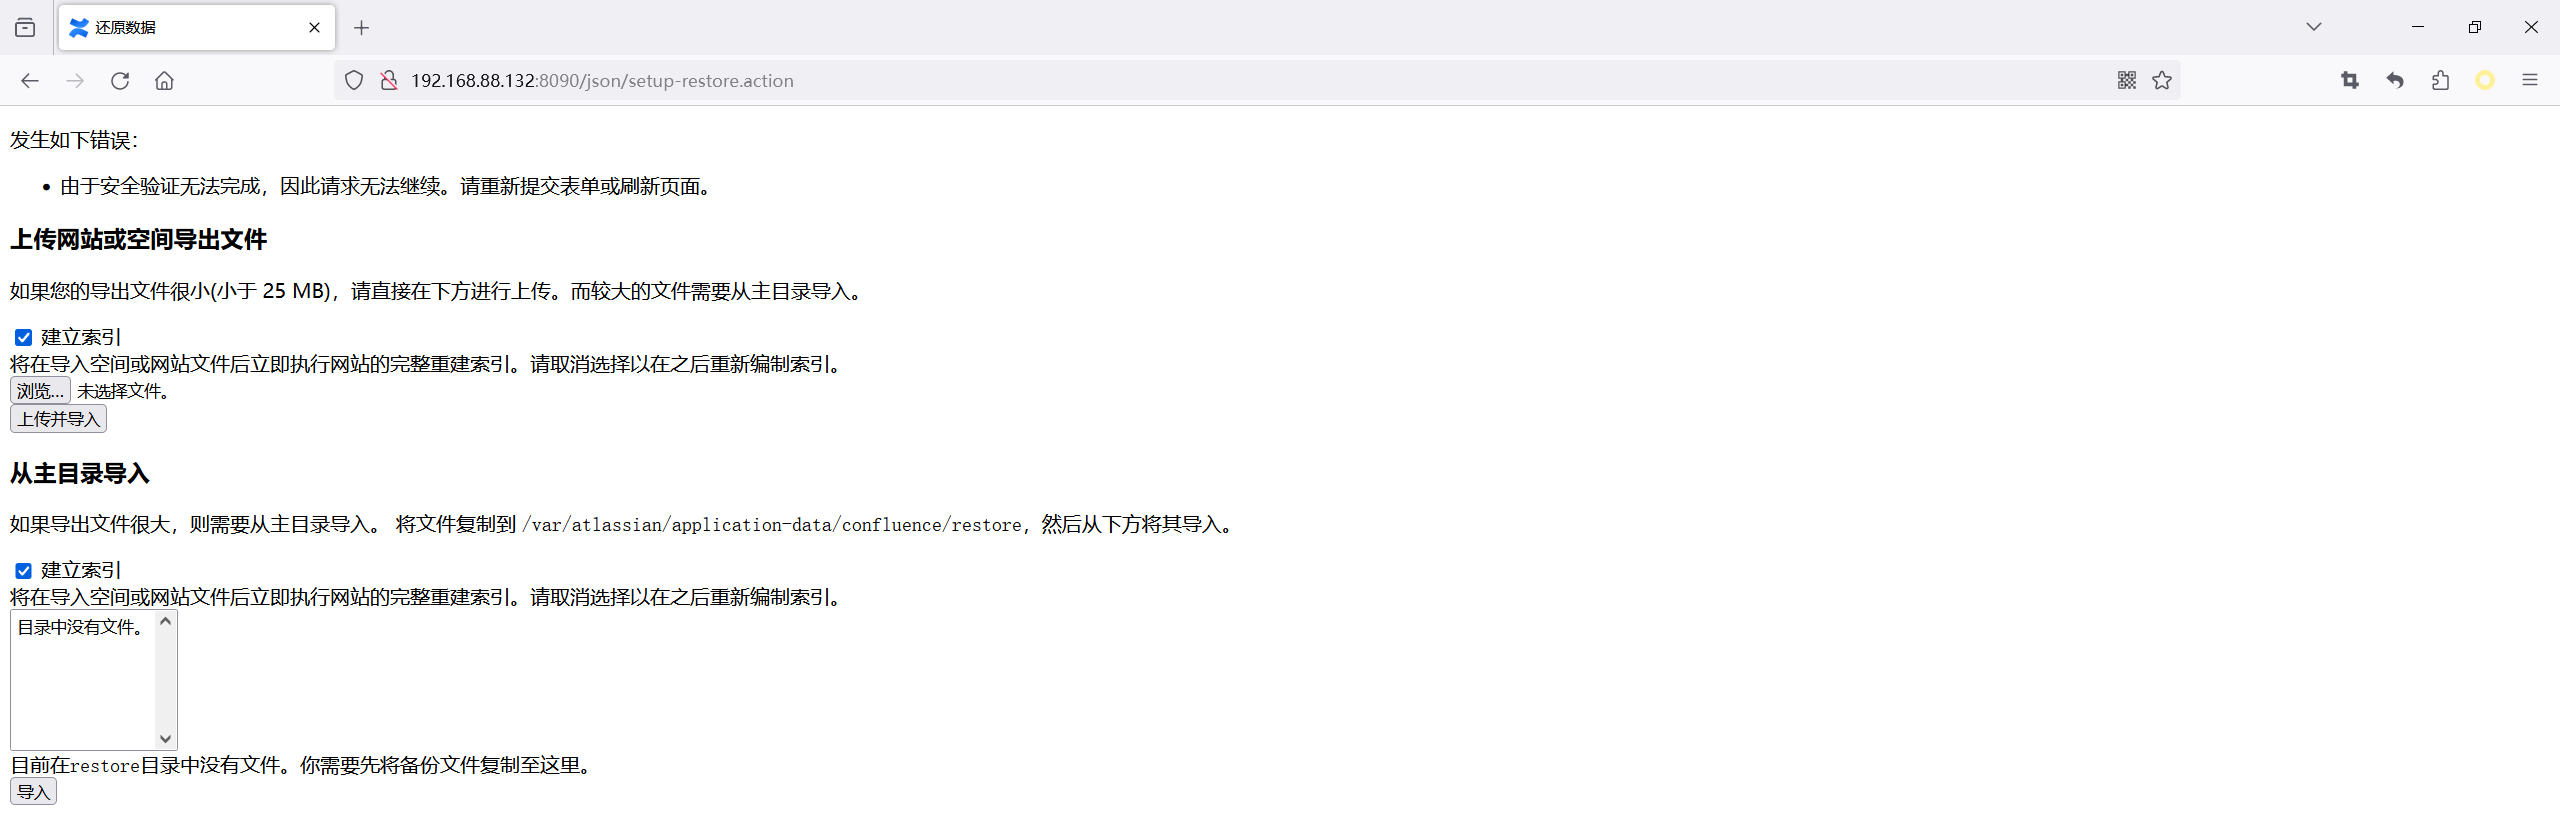 还原数据
192.168.88.132:8090/json/setup-restore.action
发生如下错误：
由于安全验证无法完成，因此请求无法继续。请重新提交表单或刷新页面。
上传网站或空间导出文件
如果您的导出文件很小(小于 25 MB)，请直接在下方进行上传。而较大的文件需要从主目录导入。
建立索引
将在导入空间或网站文件后立即执行网站的完整重建索引。请取消选择以在之后重新编制索引。
浏览... 未选择文件。
上传并导入
从主目录导入
如果导出文件很大，则需要从主目录导入。 将文件复制到 /var/atlassian/application-data/confluence/restore，然后从下方将其导入。
建立索引
将在导入空间或网站文件后立即执行网站的完整重建索引。请取消选择以在之后重新编制索引。
目录中没有文件。
目前在restore目录中没有文件。你需要先将备份文件复制至这里。
导入